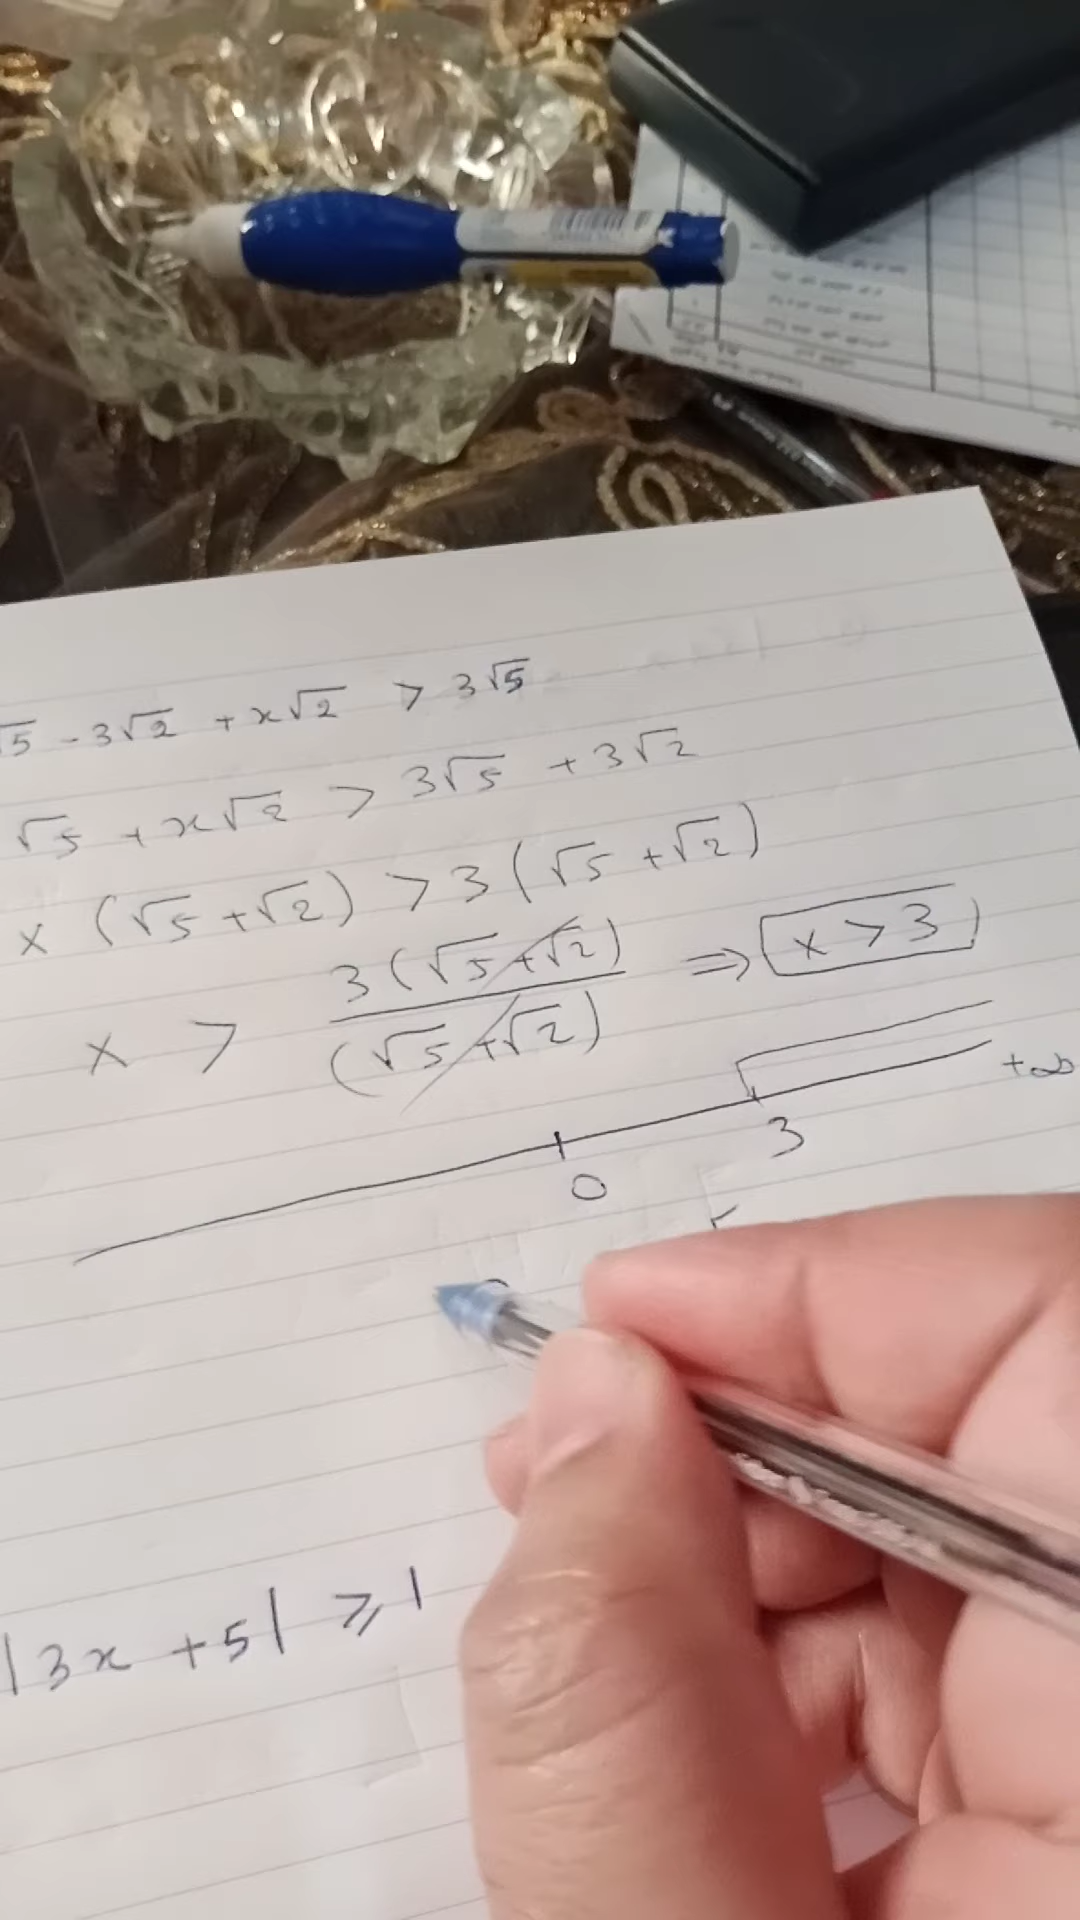 √5 - 3√2 + x√2 > 3√5
√5 + x√2 > 3√5 + 3√2
x (√5 + √2) > 3 (√5 + √2)
x > 3(√5+√2) / (√5+√2) ⇒ x > 3
+∞
0 3
|3x + 5| ⩾ 1